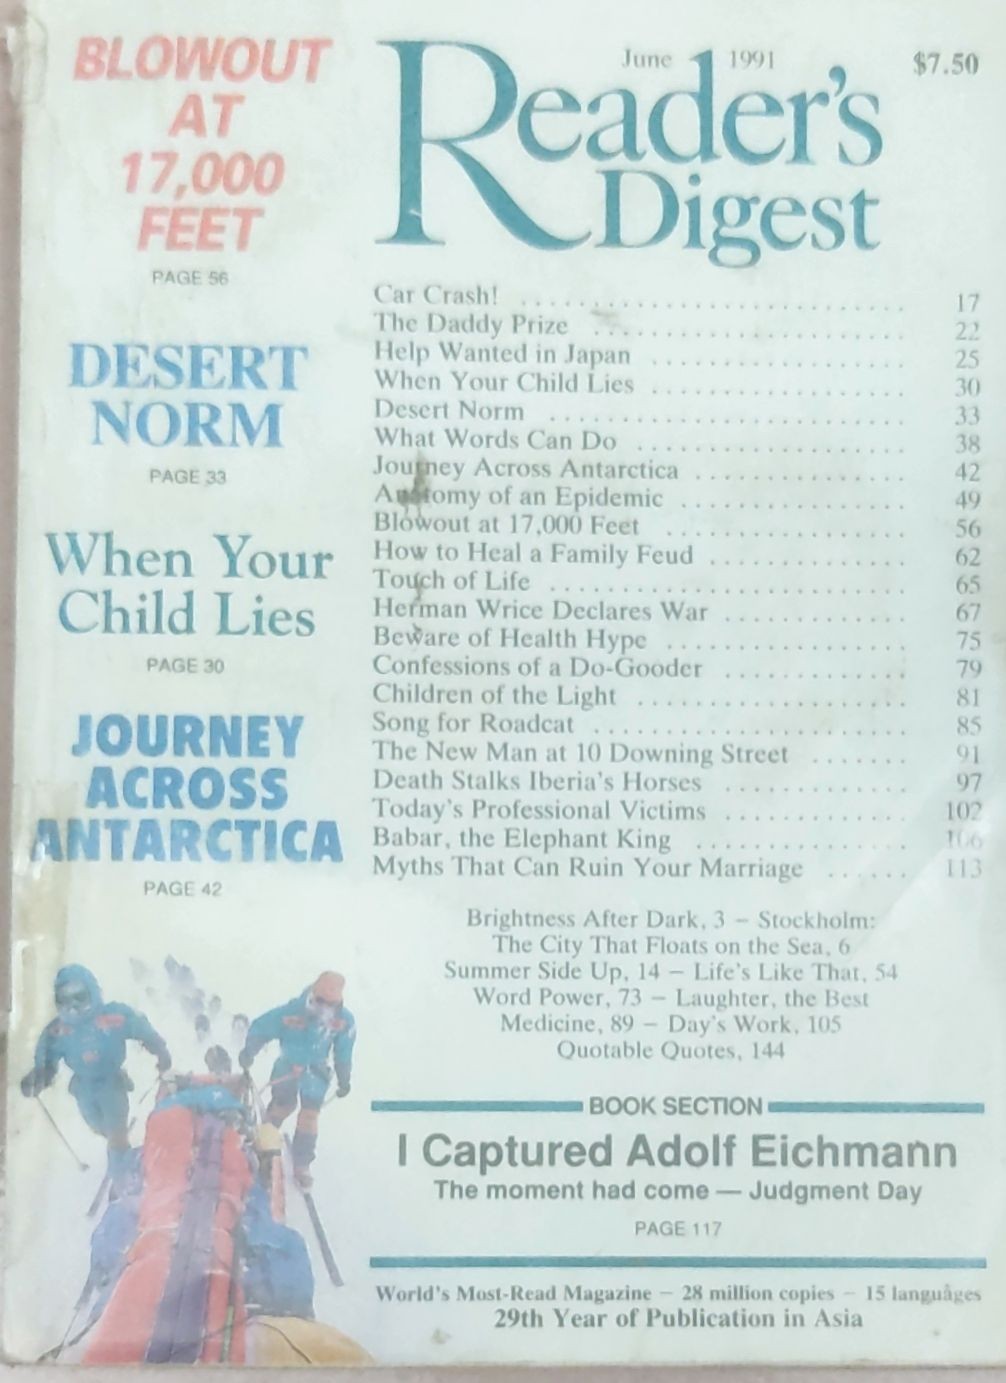 BLOWOUT
AT
17,000
FEET
PAGE 56
DESERT
NORM
PAGE 33
When Your
Child Lies
PAGE 30
JOURNEY
ACROSS
ANTARCTICA
PAGE 42
June 1991 $7.50
Reader's
Digest
Car Crash! 17
The Daddy Prize 22
Help Wanted in Japan 25
When Your Child Lies 30
Desert Norm 33
What Words Can Do 38
Journey Across Antarctica 42
Anatomy of an Epidemic 49
Blowout at 17,000 Feet 56
How to Heal a Family Feud 62
Touch of Life 65
Herman Wrice Declares War 67
Beware of Health Hype 75
Confessions of a Do-Gooder 79
Children of the Light 81
Song for Roadcat 85
The New Man at 10 Downing Street 91
Death Stalks Iberia's Horses 97
Today's Professional Victims 102
Babar, the Elephant King 106
Myths That Can Ruin Your Marriage 113
Brightness After Dark, 3 – Stockholm:
The City That Floats on the Sea, 6
Summer Side Up, 14 – Life's Like That, 54
Word Power, 73 – Laughter, the Best
Medicine, 89 – Day's Work, 105
Quotable Quotes, 144
BOOK SECTION
I Captured Adolf Eichmann
The moment had come — Judgment Day
PAGE 117
World's Most-Read Magazine – 28 million copies – 15 languages
29th Year of Publication in Asia